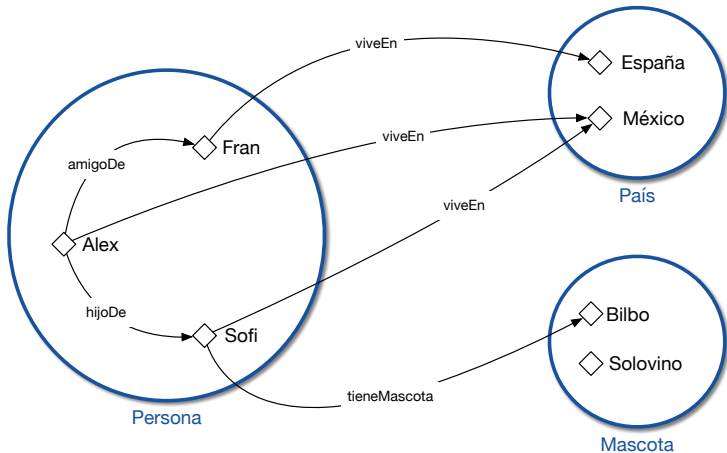 viveEn
España
viveEn
México
Fran
amigoDe
País
viveEn
Alex
hijoDe
Bilbo
Sofi
Solovino
tieneMascota
Persona
Mascota